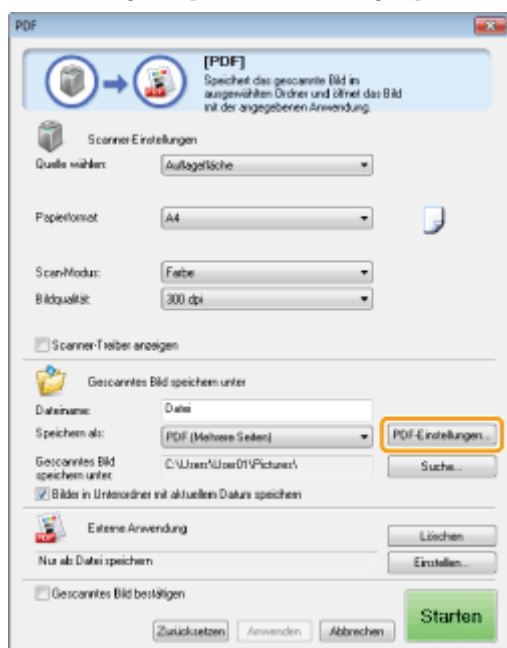 PDF
[PDF]
Speichert das gescannte Bild im
ausgewählten Ordner und öffnet das Bild
mit der angegebenen Anwendung.
Scanner-Einstellungen
Quelle wählen: Auflagefläche
Papierformat: A4
Scan-Modus: Farbe
Bildqualität: 300 dpi
Scanner-Treiber anzeigen
Gescanntes Bild speichern unter
Dateiname: Datei
Speichern als: PDF (Mehrere Seiten) PDF-Einstellungen...
Gescanntes Bild
speichern unter: C:\Users\User01\Pictures\ Suche...
Bilder in Unterordner mit aktuellem Datum speichern
PDF
Externe Anwendung
Löschen
Nur als Datei speichern Einstellen...
Gescanntes Bild bestätigen
Zurücksetzen Anwenden Abbrechen Starten